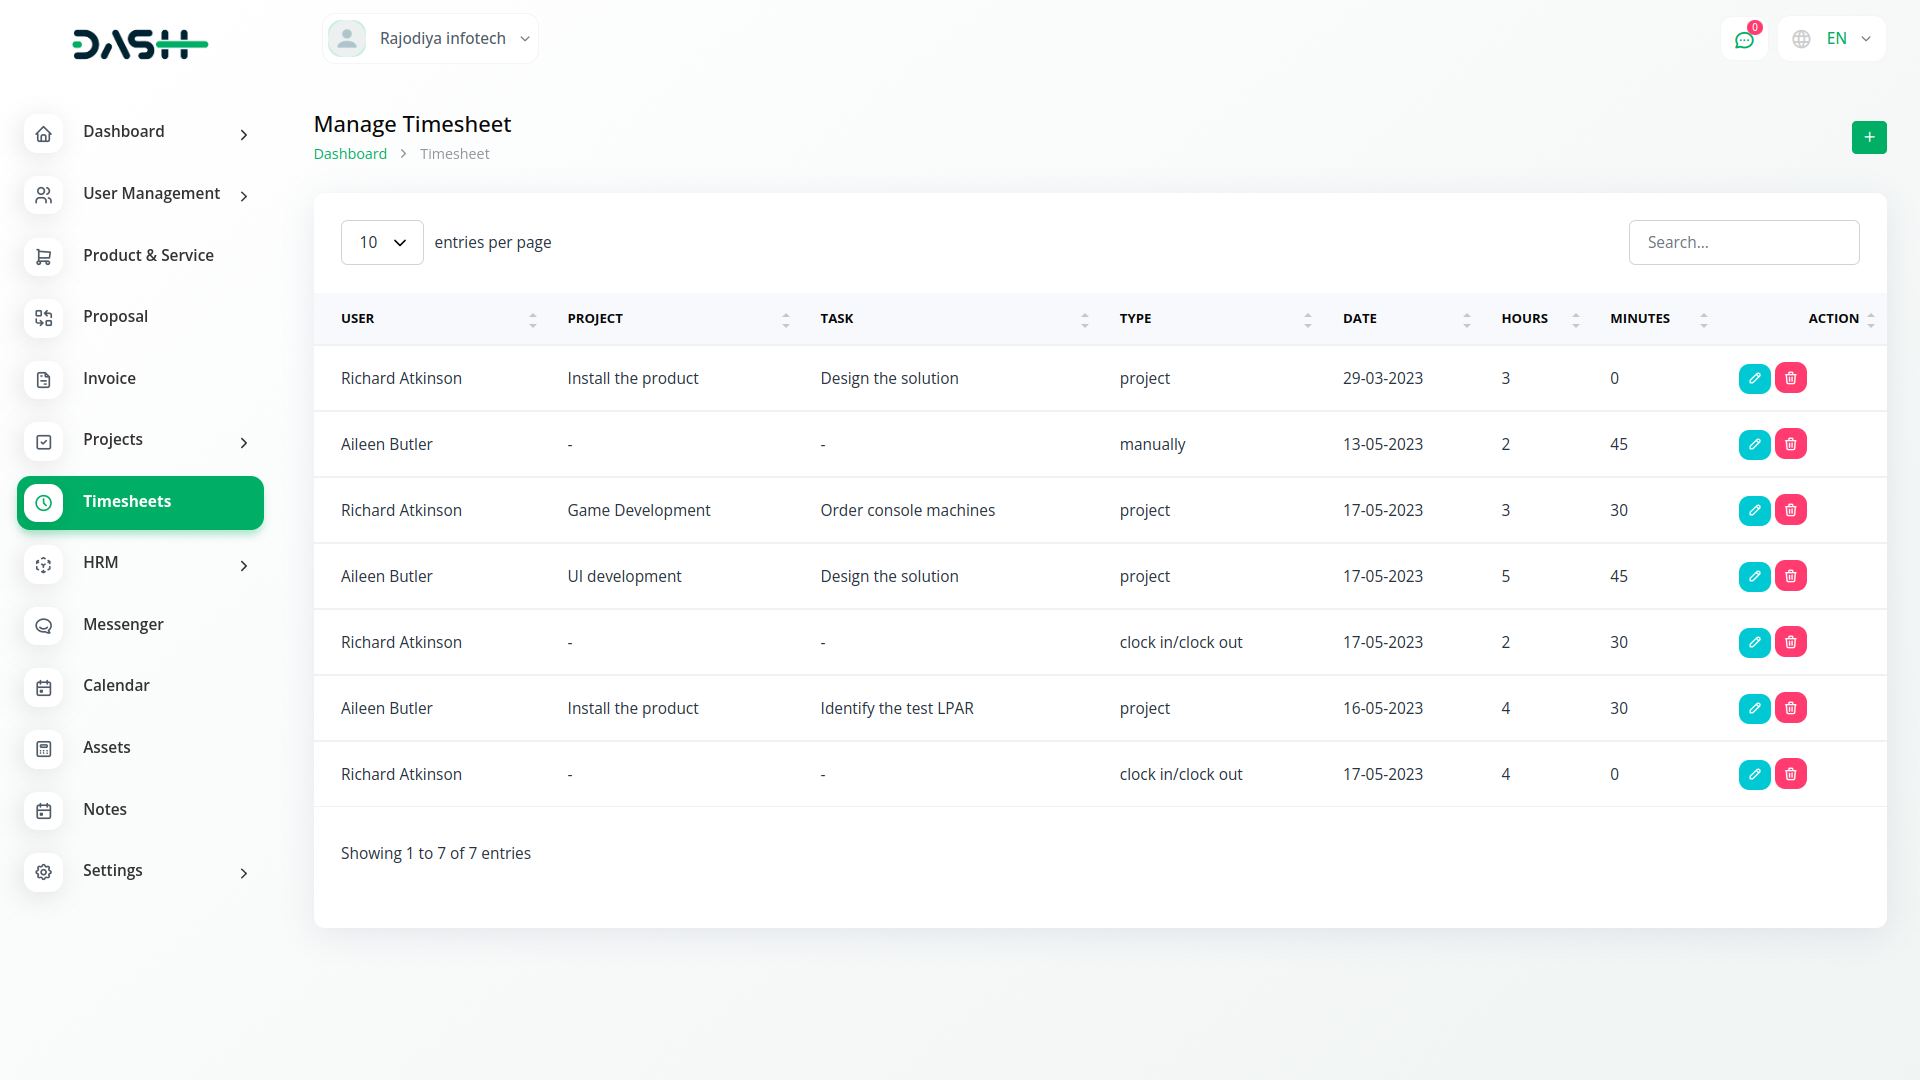 DASH
Rajodiya infotech
0
EN
Dashboard
User Management
Product & Service
Proposal
Invoice
Projects
Timesheets
HRM
Messenger
Calendar
Assets
Notes
Settings
Manage Timesheet
Dashboard > Timesheet
+
10 entries per page
Search...
USER PROJECT TASK TYPE DATE HOURS MINUTES ACTION
Richard Atkinson Install the product Design the solution project 29-03-2023 3 0
Aileen Butler - - manually 13-05-2023 2 45
Richard Atkinson Game Development Order console machines project 17-05-2023 3 30
Aileen Butler UI development Design the solution project 17-05-2023 5 45
Richard Atkinson - - clock in/clock out 17-05-2023 2 30
Aileen Butler Install the product Identify the test LPAR project 16-05-2023 4 30
Richard Atkinson - - clock in/clock out 17-05-2023 4 0
Showing 1 to 7 of 7 entries